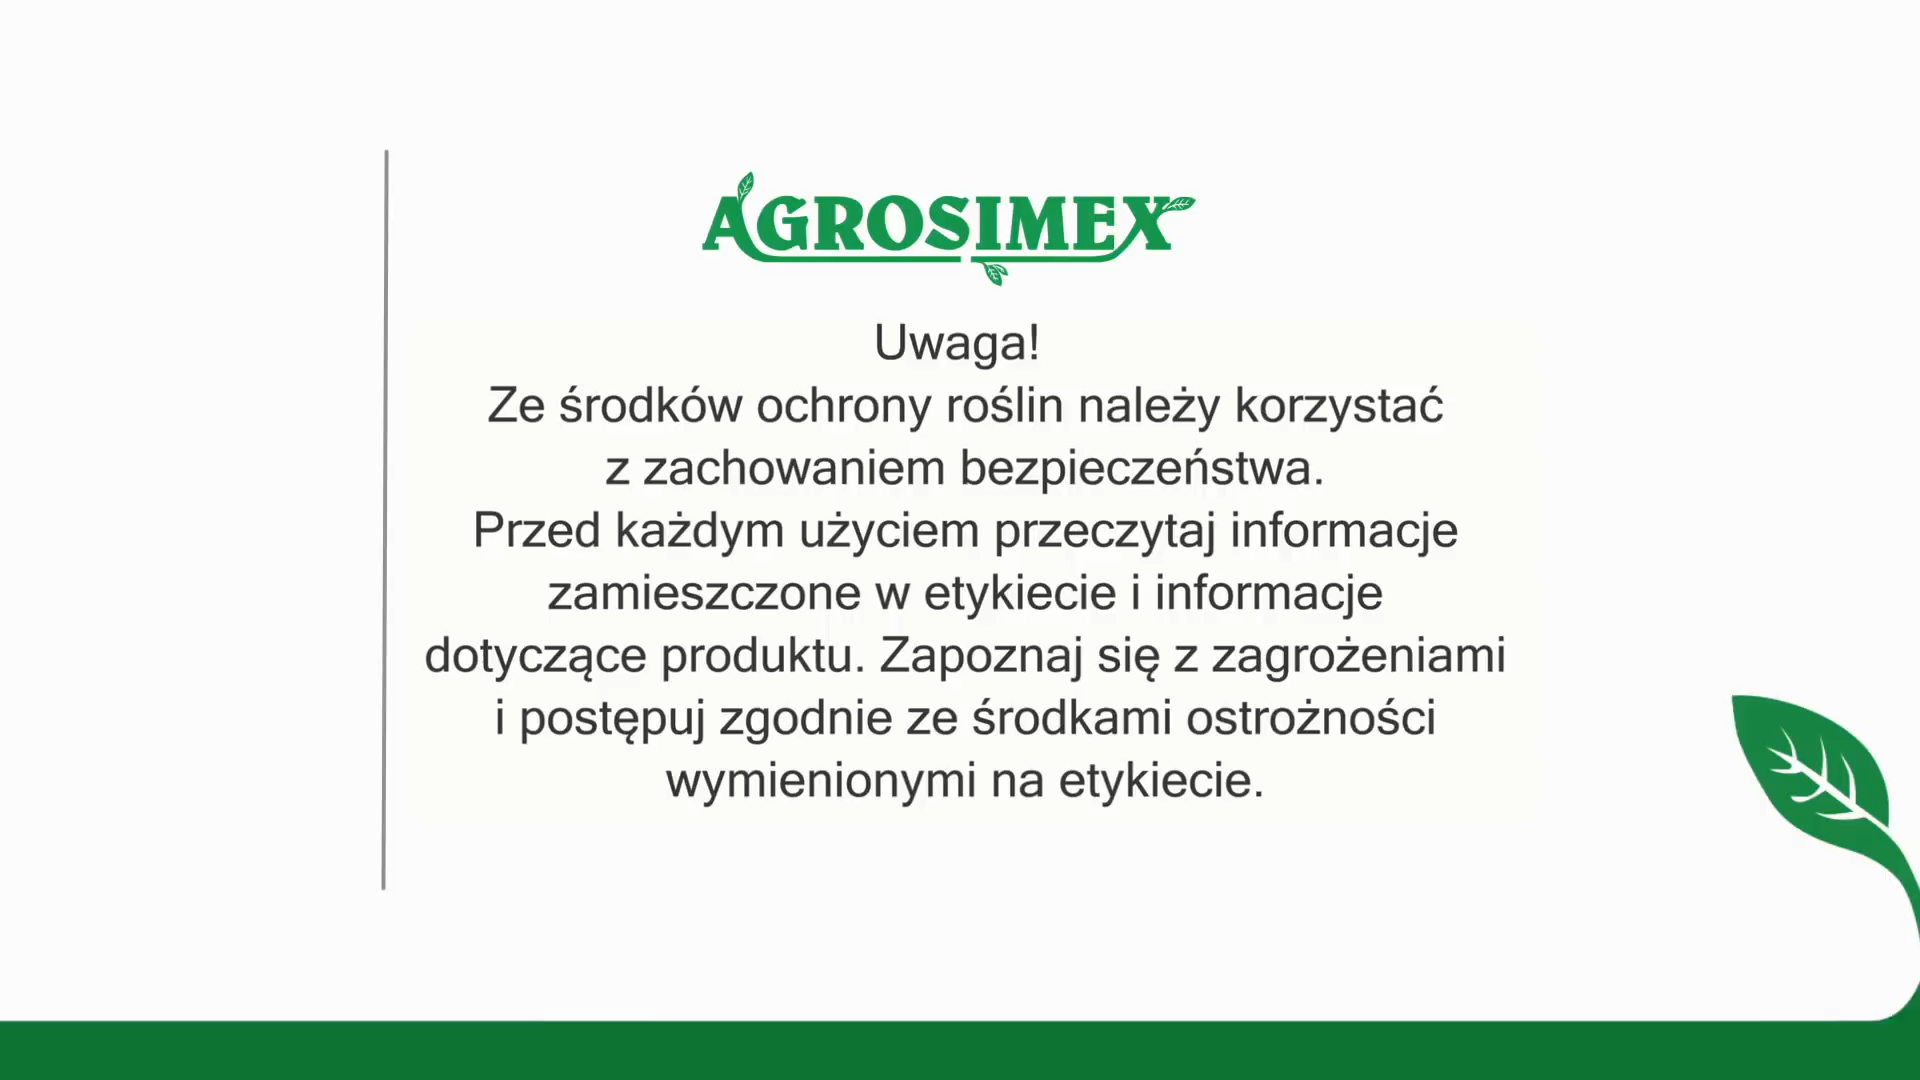 AGROSIMEX
Uwaga!
Ze środków ochrony roślin należy korzystać
z zachowaniem bezpieczeństwa.
Przed każdym użyciem przeczytaj informacje
zamieszczone w etykiecie i informacje
dotyczące produktu. Zapoznaj się z zagrożeniami
i postępuj zgodnie ze środkami ostrożności
wymienionymi na etykiecie.